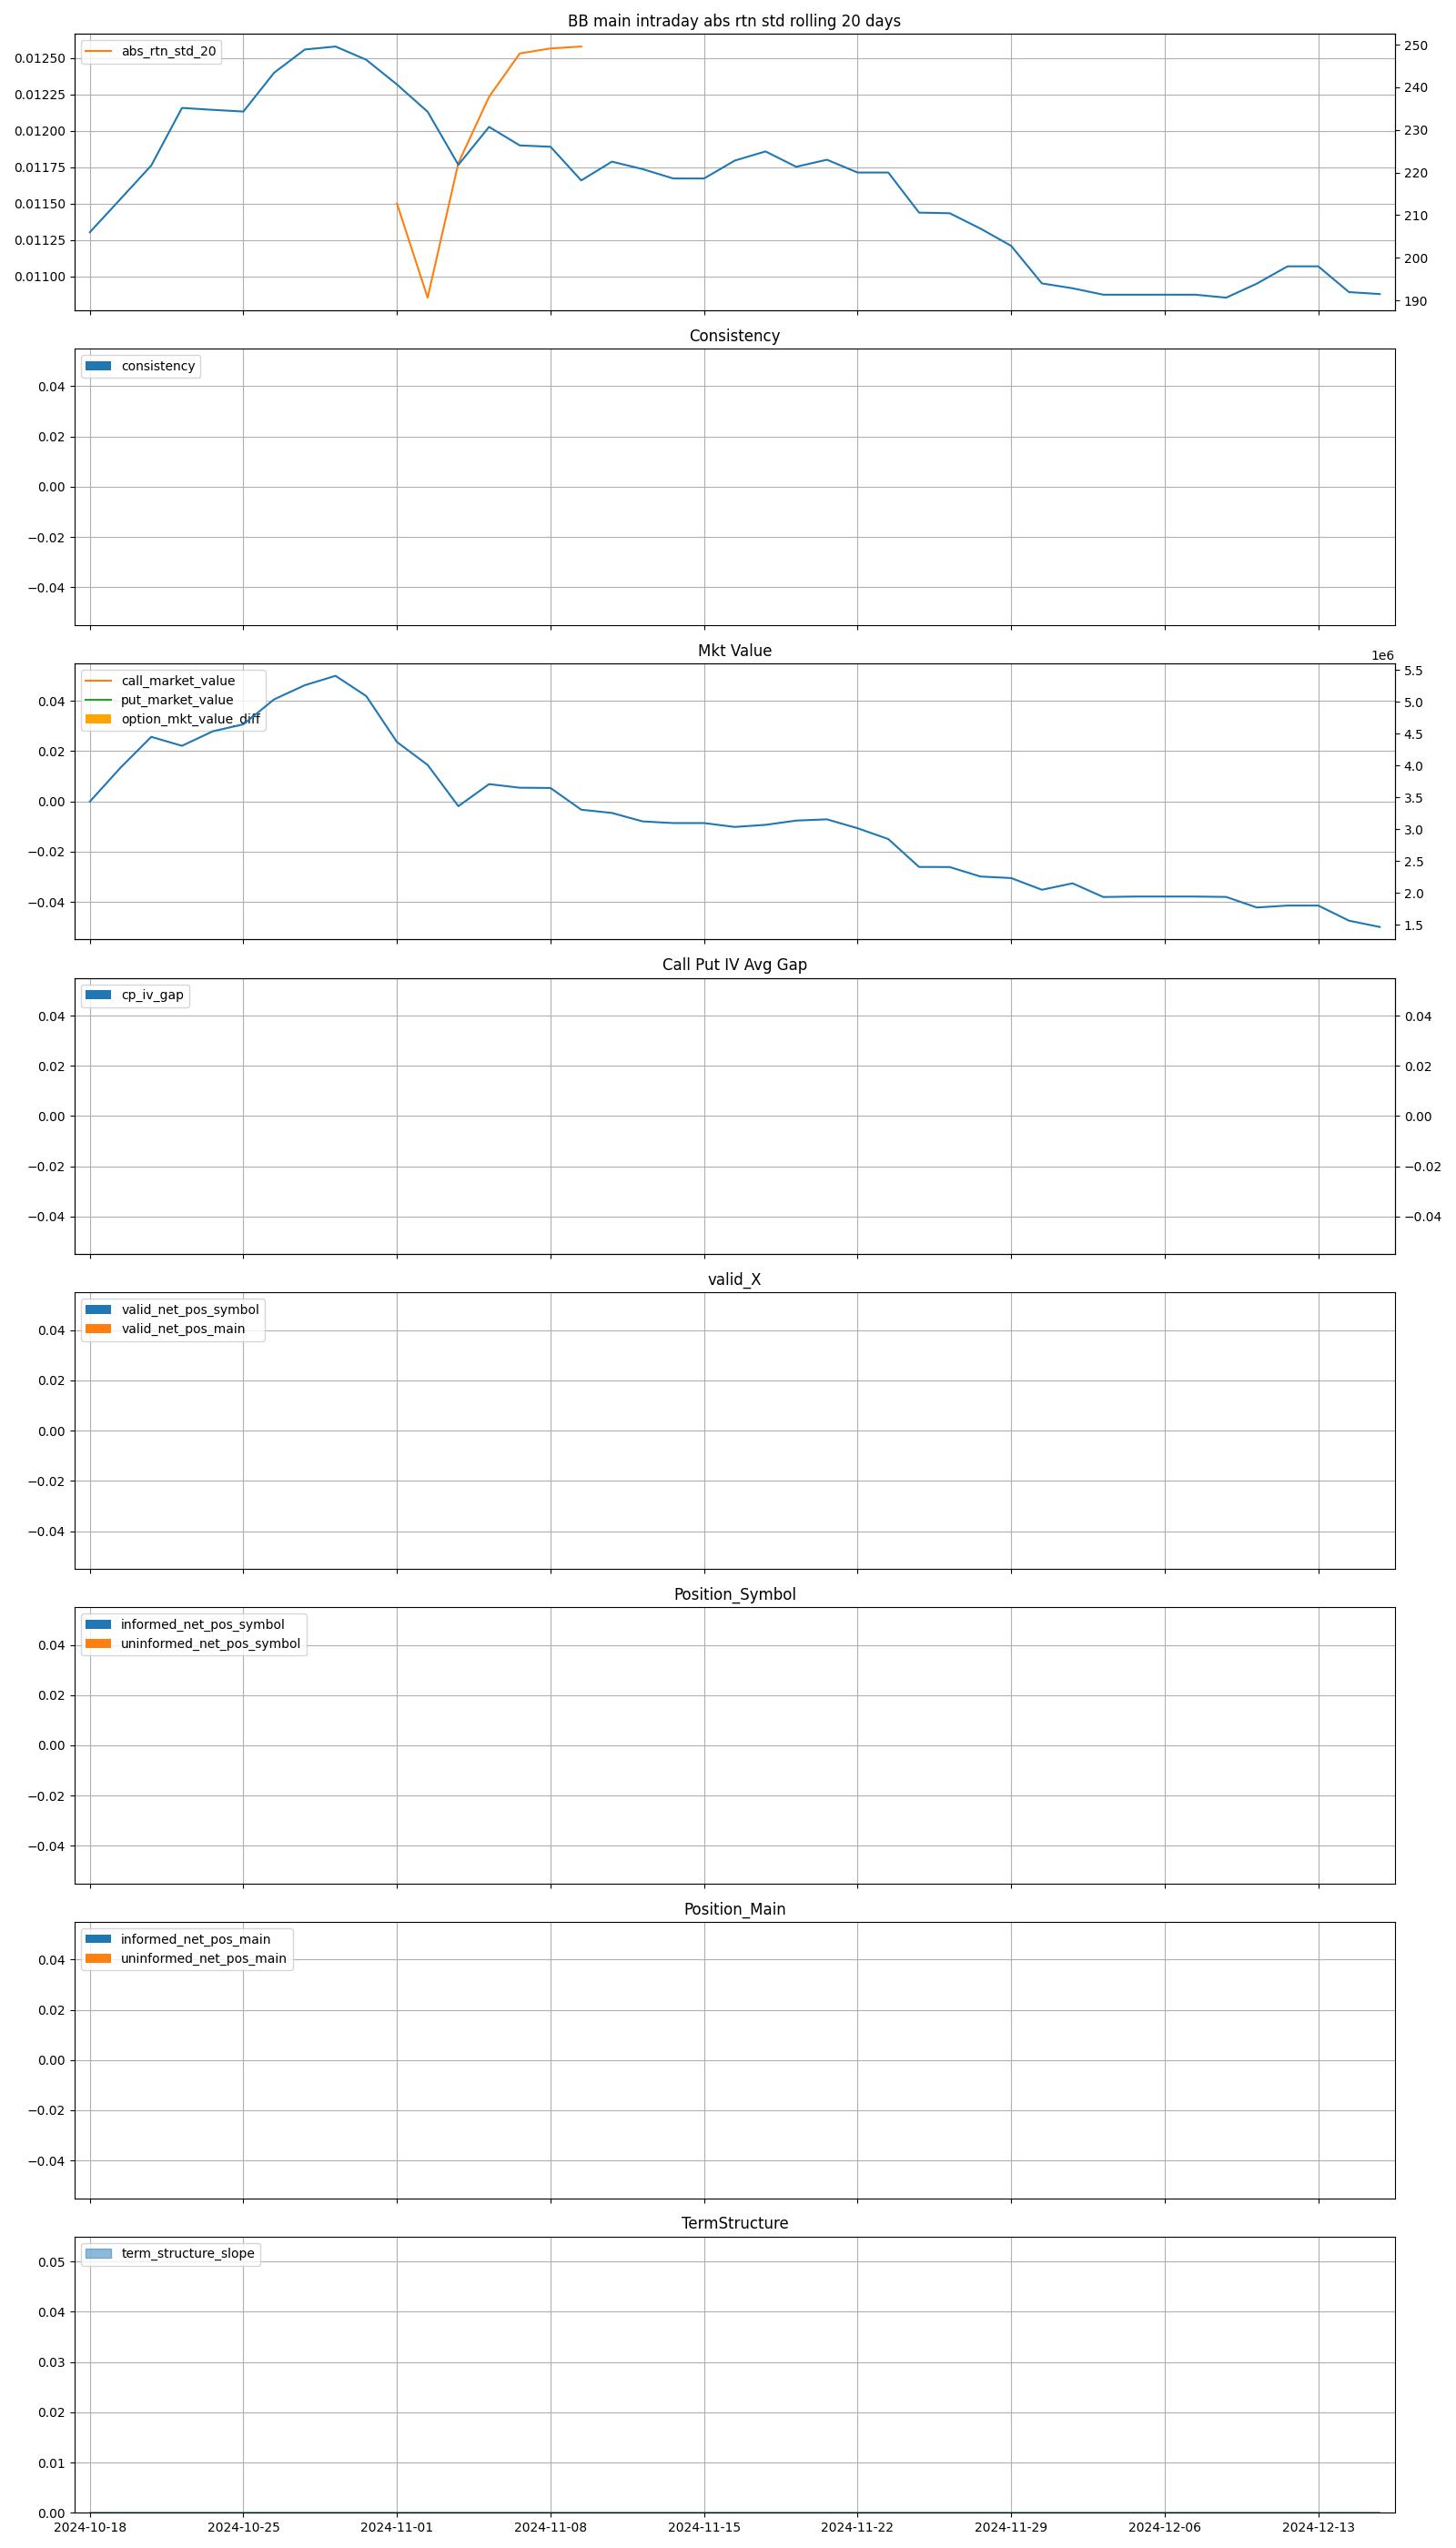 BB main intraday abs rtn std rolling 20 days
abs_rtn_std_20
0.01250
0.01225
0.01200
0.01175
0.01150
0.01125
0.01100
250
240
230
220
210
200
190
Consistency
consistency
0.04
0.02
0.00
−0.02
−0.04
Mkt Value
1e6
call_market_value
put_market_value
option_mkt_value_diff
0.04
0.02
0.00
−0.02
−0.04
5.5
5.0
4.5
4.0
3.5
3.0
2.5
2.0
1.5
Call Put IV Avg Gap
cp_iv_gap
0.04
0.02
0.00
−0.02
−0.04
0.04
0.02
0.00
−0.02
−0.04
valid_X
valid_net_pos_symbol
valid_net_pos_main
0.04
0.02
0.00
−0.02
−0.04
Position_Symbol
informed_net_pos_symbol
uninformed_net_pos_symbol
0.04
0.02
0.00
−0.02
−0.04
Position_Main
informed_net_pos_main
uninformed_net_pos_main
0.04
0.02
0.00
−0.02
−0.04
TermStructure
term_structure_slope
0.05
0.04
0.03
0.02
0.01
0.00
2024-10-18 2024-10-25 2024-11-01 2024-11-08 2024-11-15 2024-11-22 2024-11-29 2024-12-06 2024-12-13